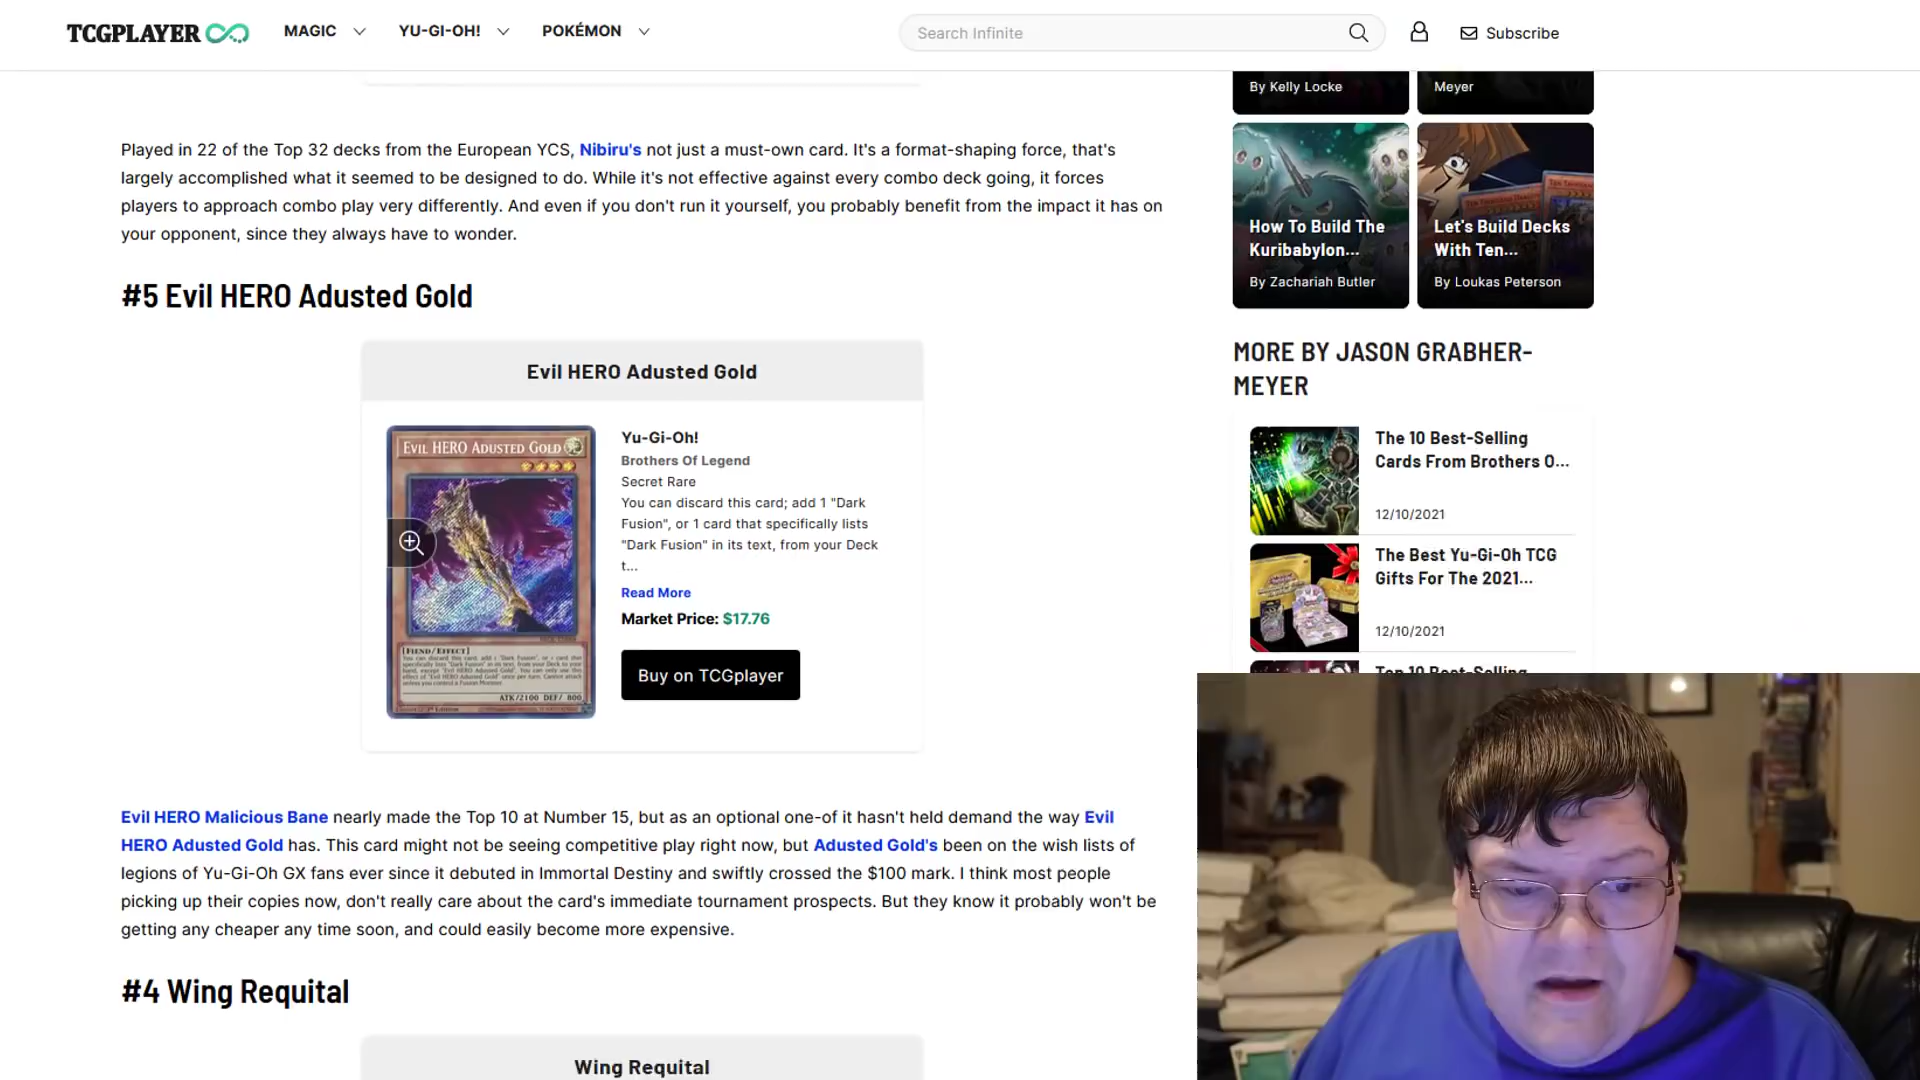 TCGPLAYER
MAGIC
YU-GI-OH!
POKÉMON
Search Infinite
Subscribe
By Kelly Locke
Meyer
Played in 22 of the Top 32 decks from the European YCS, Nibiru's not just a must-own card. It's a format-shaping force, that's
largely accomplished what it seemed to be designed to do. While it's not effective against every combo deck going, it forces
players to approach combo play very differently. And even if you don't run it yourself, you probably benefit from the impact it has on
your opponent, since they always have to wonder.
How To Build The
Kuribabylon...
By Zachariah Butler
Let's Build Decks
With Ten...
By Loukas Peterson
#5 Evil HERO Adusted Gold
Evil HERO Adusted Gold
EVIL HERO ADUSTED GOLD
[FIEND/EFFECT]
ATK/2100 DEF/ 800
Yu-Gi-Oh!
Brothers Of Legend
Secret Rare
You can discard this card; add 1 "Dark
Fusion", or 1 card that specifically lists
"Dark Fusion" in its text, from your Deck
t...
Read More
Market Price: $17.76
Buy on TCGplayer
MORE BY JASON GRABHER-
MEYER
The 10 Best-Selling
Cards From Brothers O...
12/10/2021
The Best Yu-Gi-Oh TCG
Gifts For The 2021...
12/10/2021
Top 10 Best-Selling
Evil HERO Malicious Bane nearly made the Top 10 at Number 15, but as an optional one-of it hasn't held demand the way Evil
HERO Adusted Gold has. This card might not be seeing competitive play right now, but Adusted Gold's been on the wish lists of
legions of Yu-Gi-Oh GX fans ever since it debuted in Immortal Destiny and swiftly crossed the $100 mark. I think most people
picking up their copies now, don't really care about the card's immediate tournament prospects. But they know it probably won't be
getting any cheaper any time soon, and could easily become more expensive.
#4 Wing Requital
Wing Requital